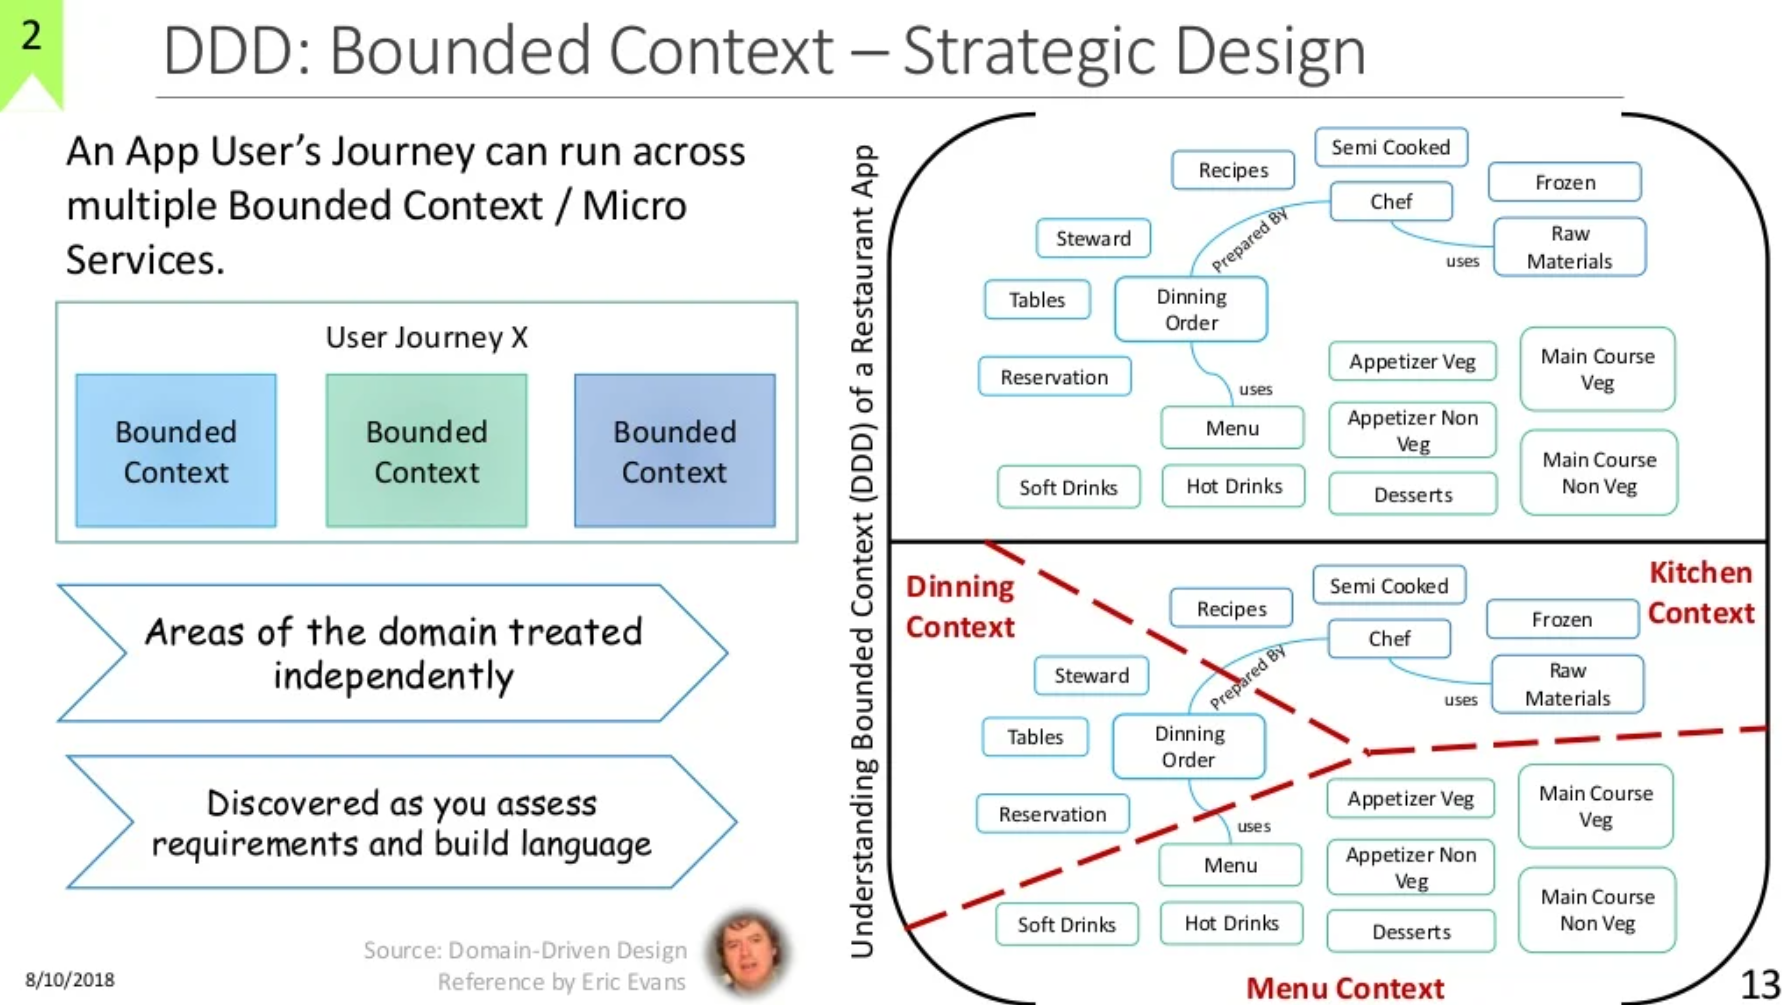 2
DDD: Bounded Context – Strategic Design
An App User's Journey can run across
multiple Bounded Context / Micro
Services.
User Journey X
Bounded
Context
Bounded
Context
Bounded
Context
Areas of the domain treated
independently
Discovered as you assess
requirements and build language
Source: Domain-Driven Design
Reference by Eric Evans
8/10/2018
Understanding Bounded Context (DDD) of a Restaurant App
Semi Cooked
Recipes
Frozen
Chef
Prepared By
Steward
uses
Raw
Materials
Tables
Dinning
Order
Reservation
uses
Menu
Appetizer Veg
Main Course
Veg
Appetizer Non
Veg
Main Course
Non Veg
Soft Drinks
Hot Drinks
Desserts
Dinning
Context
Kitchen
Context
Semi Cooked
Recipes
Frozen
Chef
Prepared By
Steward
uses
Raw
Materials
Tables
Dinning
Order
Reservation
uses
Menu
Appetizer Veg
Main Course
Veg
Appetizer Non
Veg
Main Course
Non Veg
Soft Drinks
Hot Drinks
Desserts
Menu Context
13